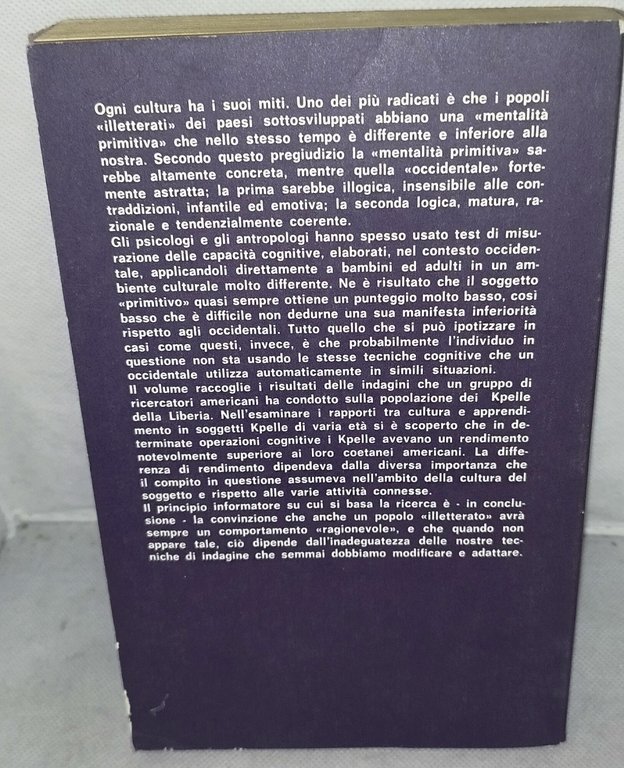 Ogni cultura ha i suoi miti. Uno dei più radicati è che i popoli
«illetterati» dei paesi sottosviluppati abbiano una «mentalità
primitiva» che nello stesso tempo è differente e inferiore alla
nostra. Secondo questo pregiudizio la «mentalità primitiva» sa-
rebbe altamente concreta, mentre quella «occidentale» forte-
mente astratta; la prima sarebbe illogica, insensibile alle con-
traddizioni, infantile ed emotiva; la seconda logica, matura, ra-
zionale e tendenzialmente coerente.
Gli psicologi e gli antropologi hanno spesso usato test di misu-
razione delle capacità cognitive, elaborati, nel contesto occiden-
tale, applicandoli direttamente a bambini ed adulti in un am-
biente culturale molto differente. Ne è risultato che il soggetto
«primitivo» quasi sempre ottiene un punteggio molto basso, così
basso che è difficile non dedurne una sua manifesta inferiorità
rispetto agli occidentali. Tutto quello che si può ipotizzare in
casi come questi, invece, è che probabilmente l'individuo in
questione non sta usando le stesse tecniche cognitive che un
occidentale utilizza automaticamente in simili situazioni.
Il volume raccoglie i risultati delle indagini che un gruppo di
ricercatori americani ha condotto sulla popolazione dei Kpelle
della Liberia. Nell'esaminare i rapporti tra cultura e apprendi-
mento in soggetti Kpelle di varia età si è scoperto che in de-
terminate operazioni cognitive i Kpelle avevano un rendimento
notevolmente superiore ai loro coetanei americani. La diffe-
renza di rendimento dipendeva dalla diversa importanza che
il compito in questione assumeva nell'ambito della cultura del
soggetto e rispetto alle varie attività connesse.
Il principio informatore su cui si basa la ricerca è - in conclu-
sione - la convinzione che anche un popolo «illetterato» avrà
sempre un comportamento «ragionevole», e che quando non
appare tale, ciò dipende dall'inadeguatezza delle nostre tec-
niche di indagine che semmai dobbiamo modificare e adattare.